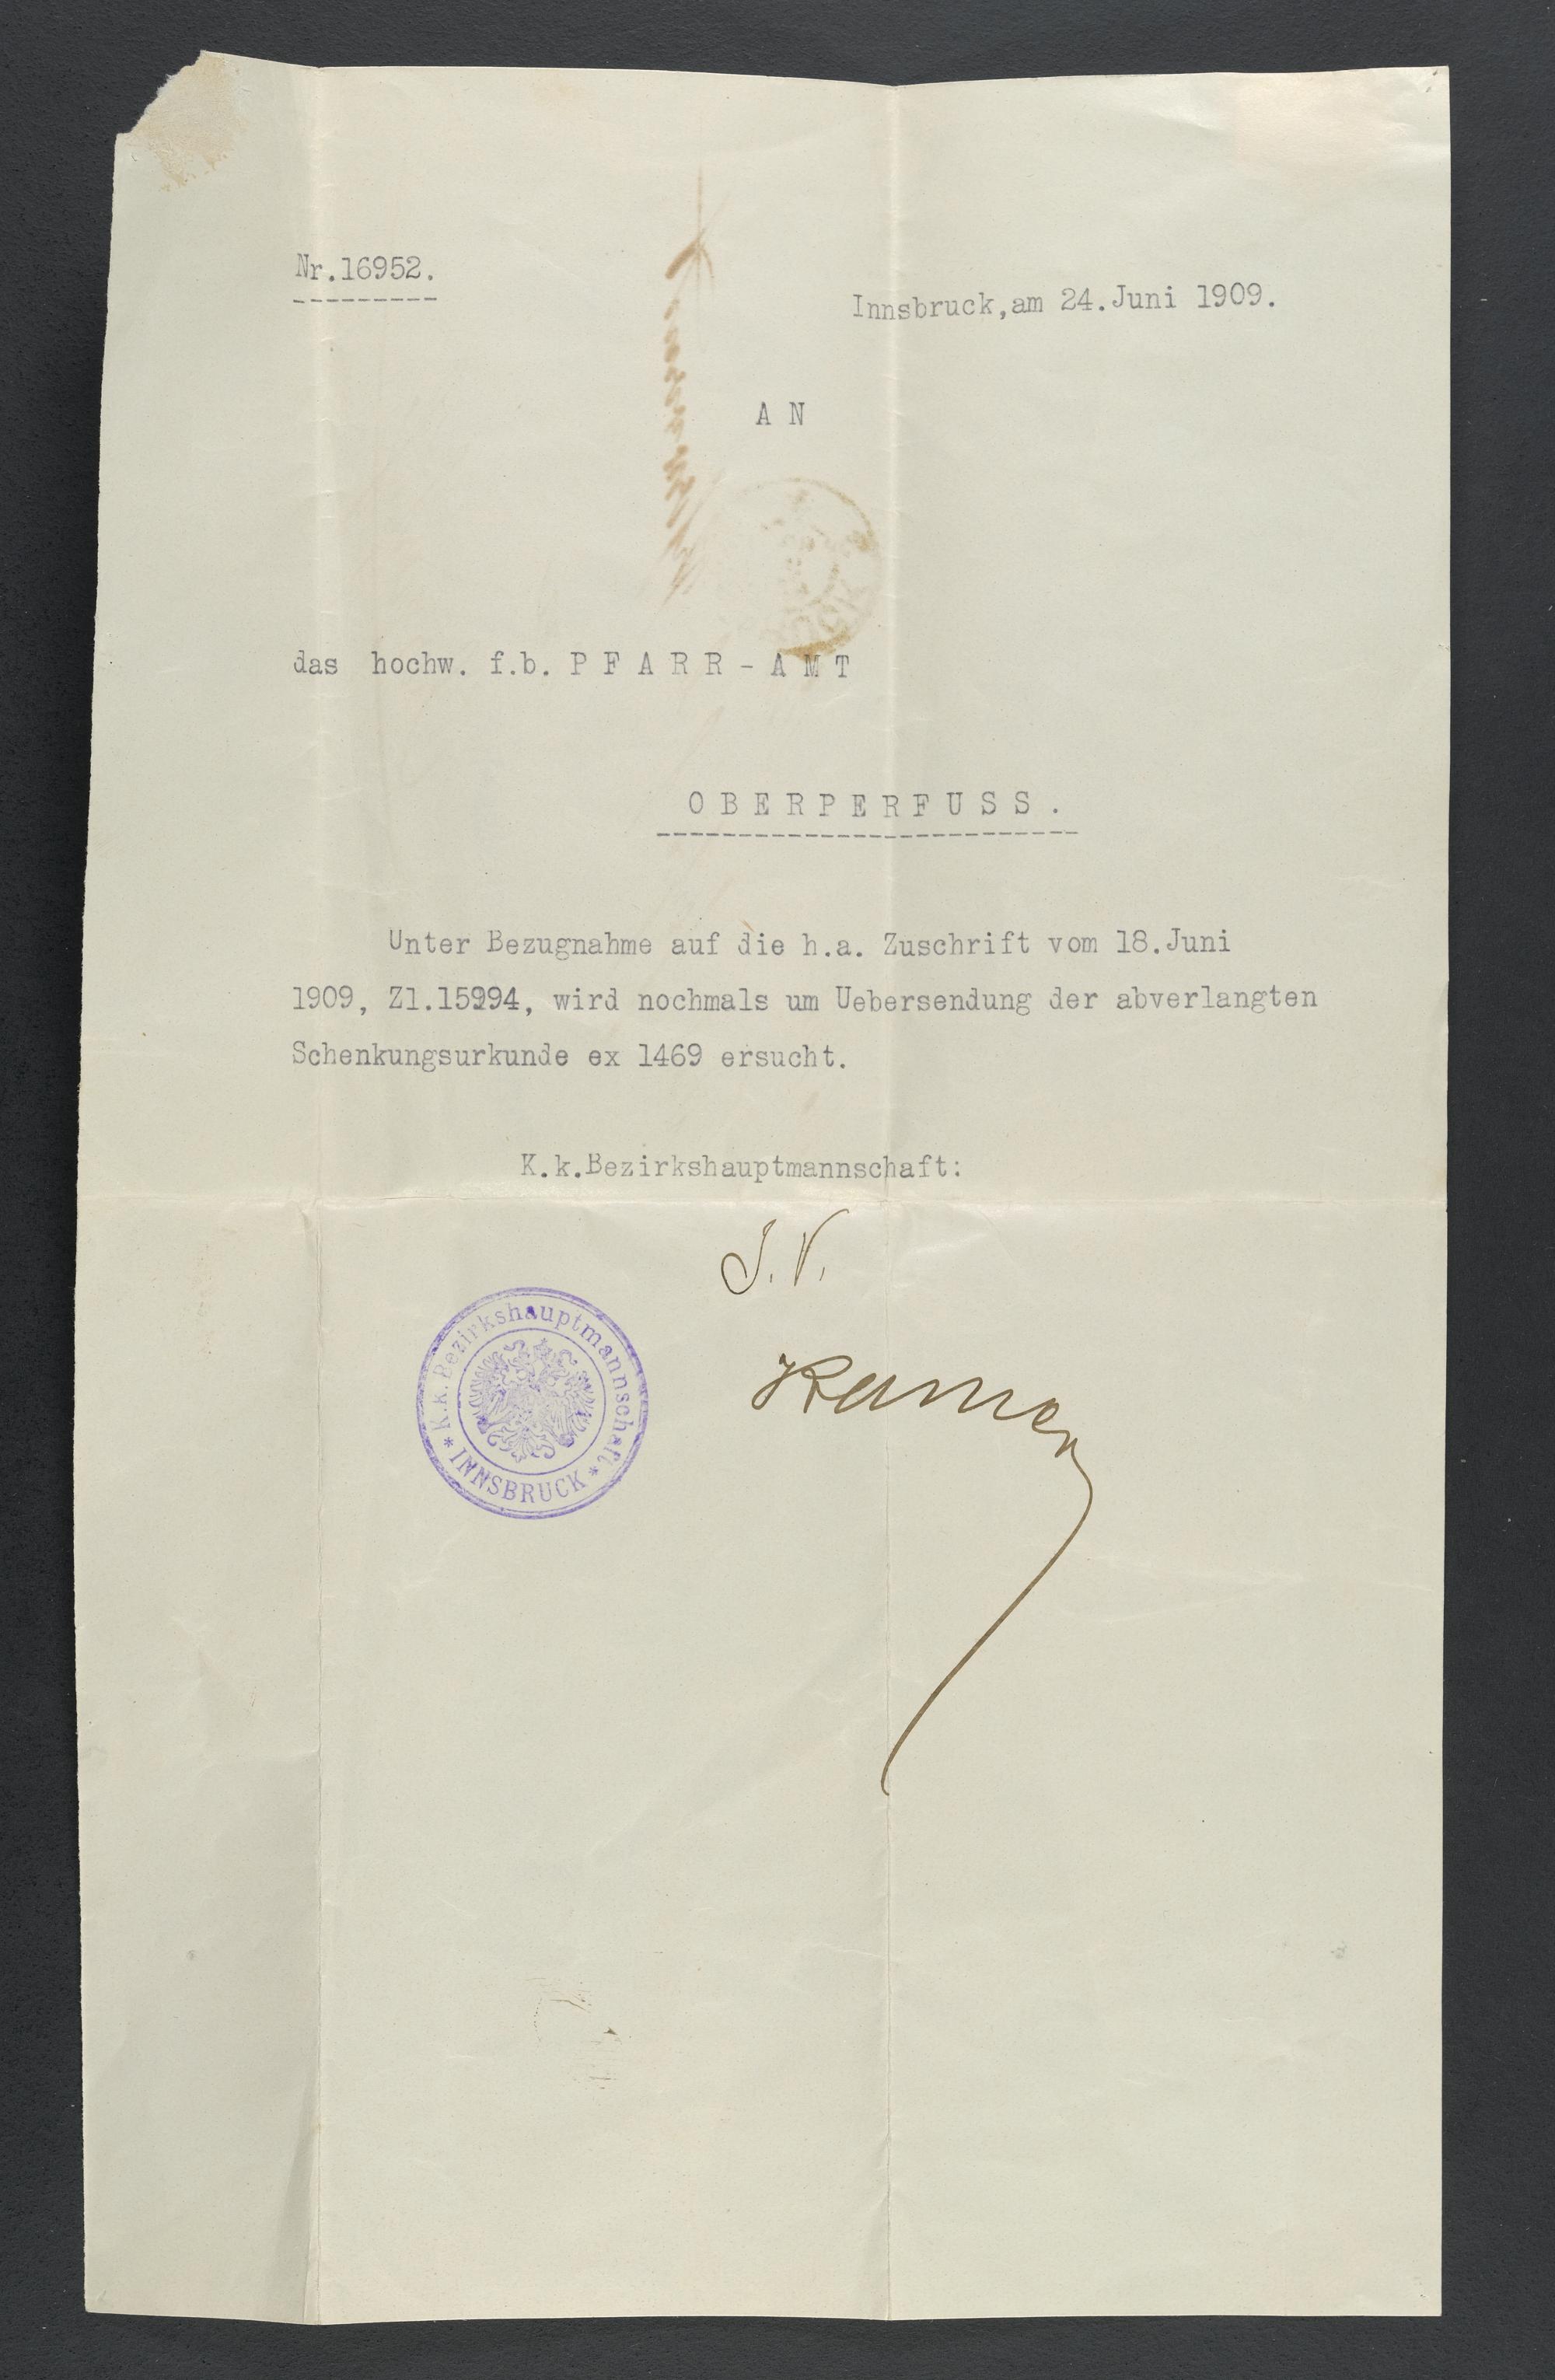 Nr.16952.
Innsbruck,am 24.Juni 1909.
A N
das hochw. f.b. P F A R R - A M T
O B E R P E R F U S S .
Unter Bezugnahme auf die h.a. Zuschrift vom 18.Juni
1909, Zl.15994, wird nochmals um Uebersendung der abverlangten
Schenkungsurkunde ex 1469 ersucht.
K.k.Bezirkshauptmannschaft:
J.V.
K.k. Bezirkshauptmannschaft
* INNSBRUCK *